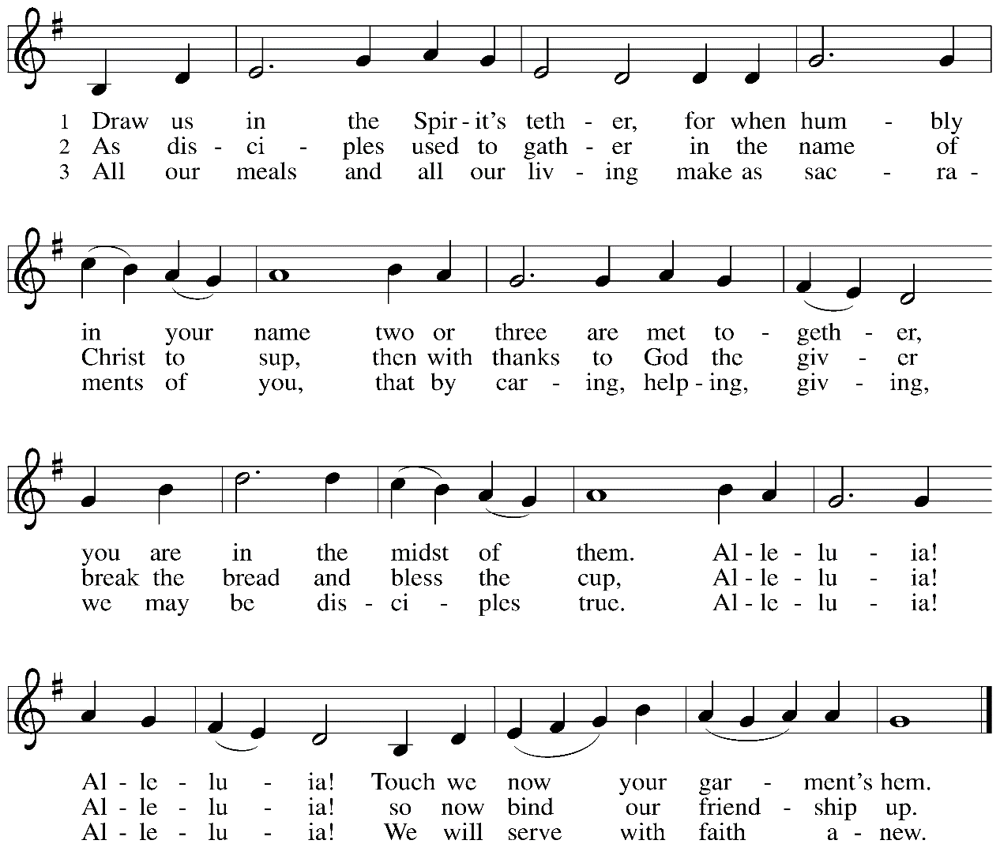 1 Draw us in the Spir - it's teth - er, for when hum - bly
2 As dis - ci - ples used to gath - er in the name of
3 All our meals and all our liv - ing make as sac - ra -
in your name two or three are met to - geth - er,
Christ to sup, then with thanks to God the giv - er
ments of you, that by car - ing, help - ing, giv - ing,
you are in the midst of them. Al - le - lu - ia!
break the bread and bless the cup, Al - le - lu - ia!
we may be dis - ci - ples true. Al - le - lu - ia!
Al - le - lu - ia! Touch we now your gar - ment's hem.
Al - le - lu - ia! so now bind our friend - ship up.
Al - le - lu - ia! We will serve with faith a - new.